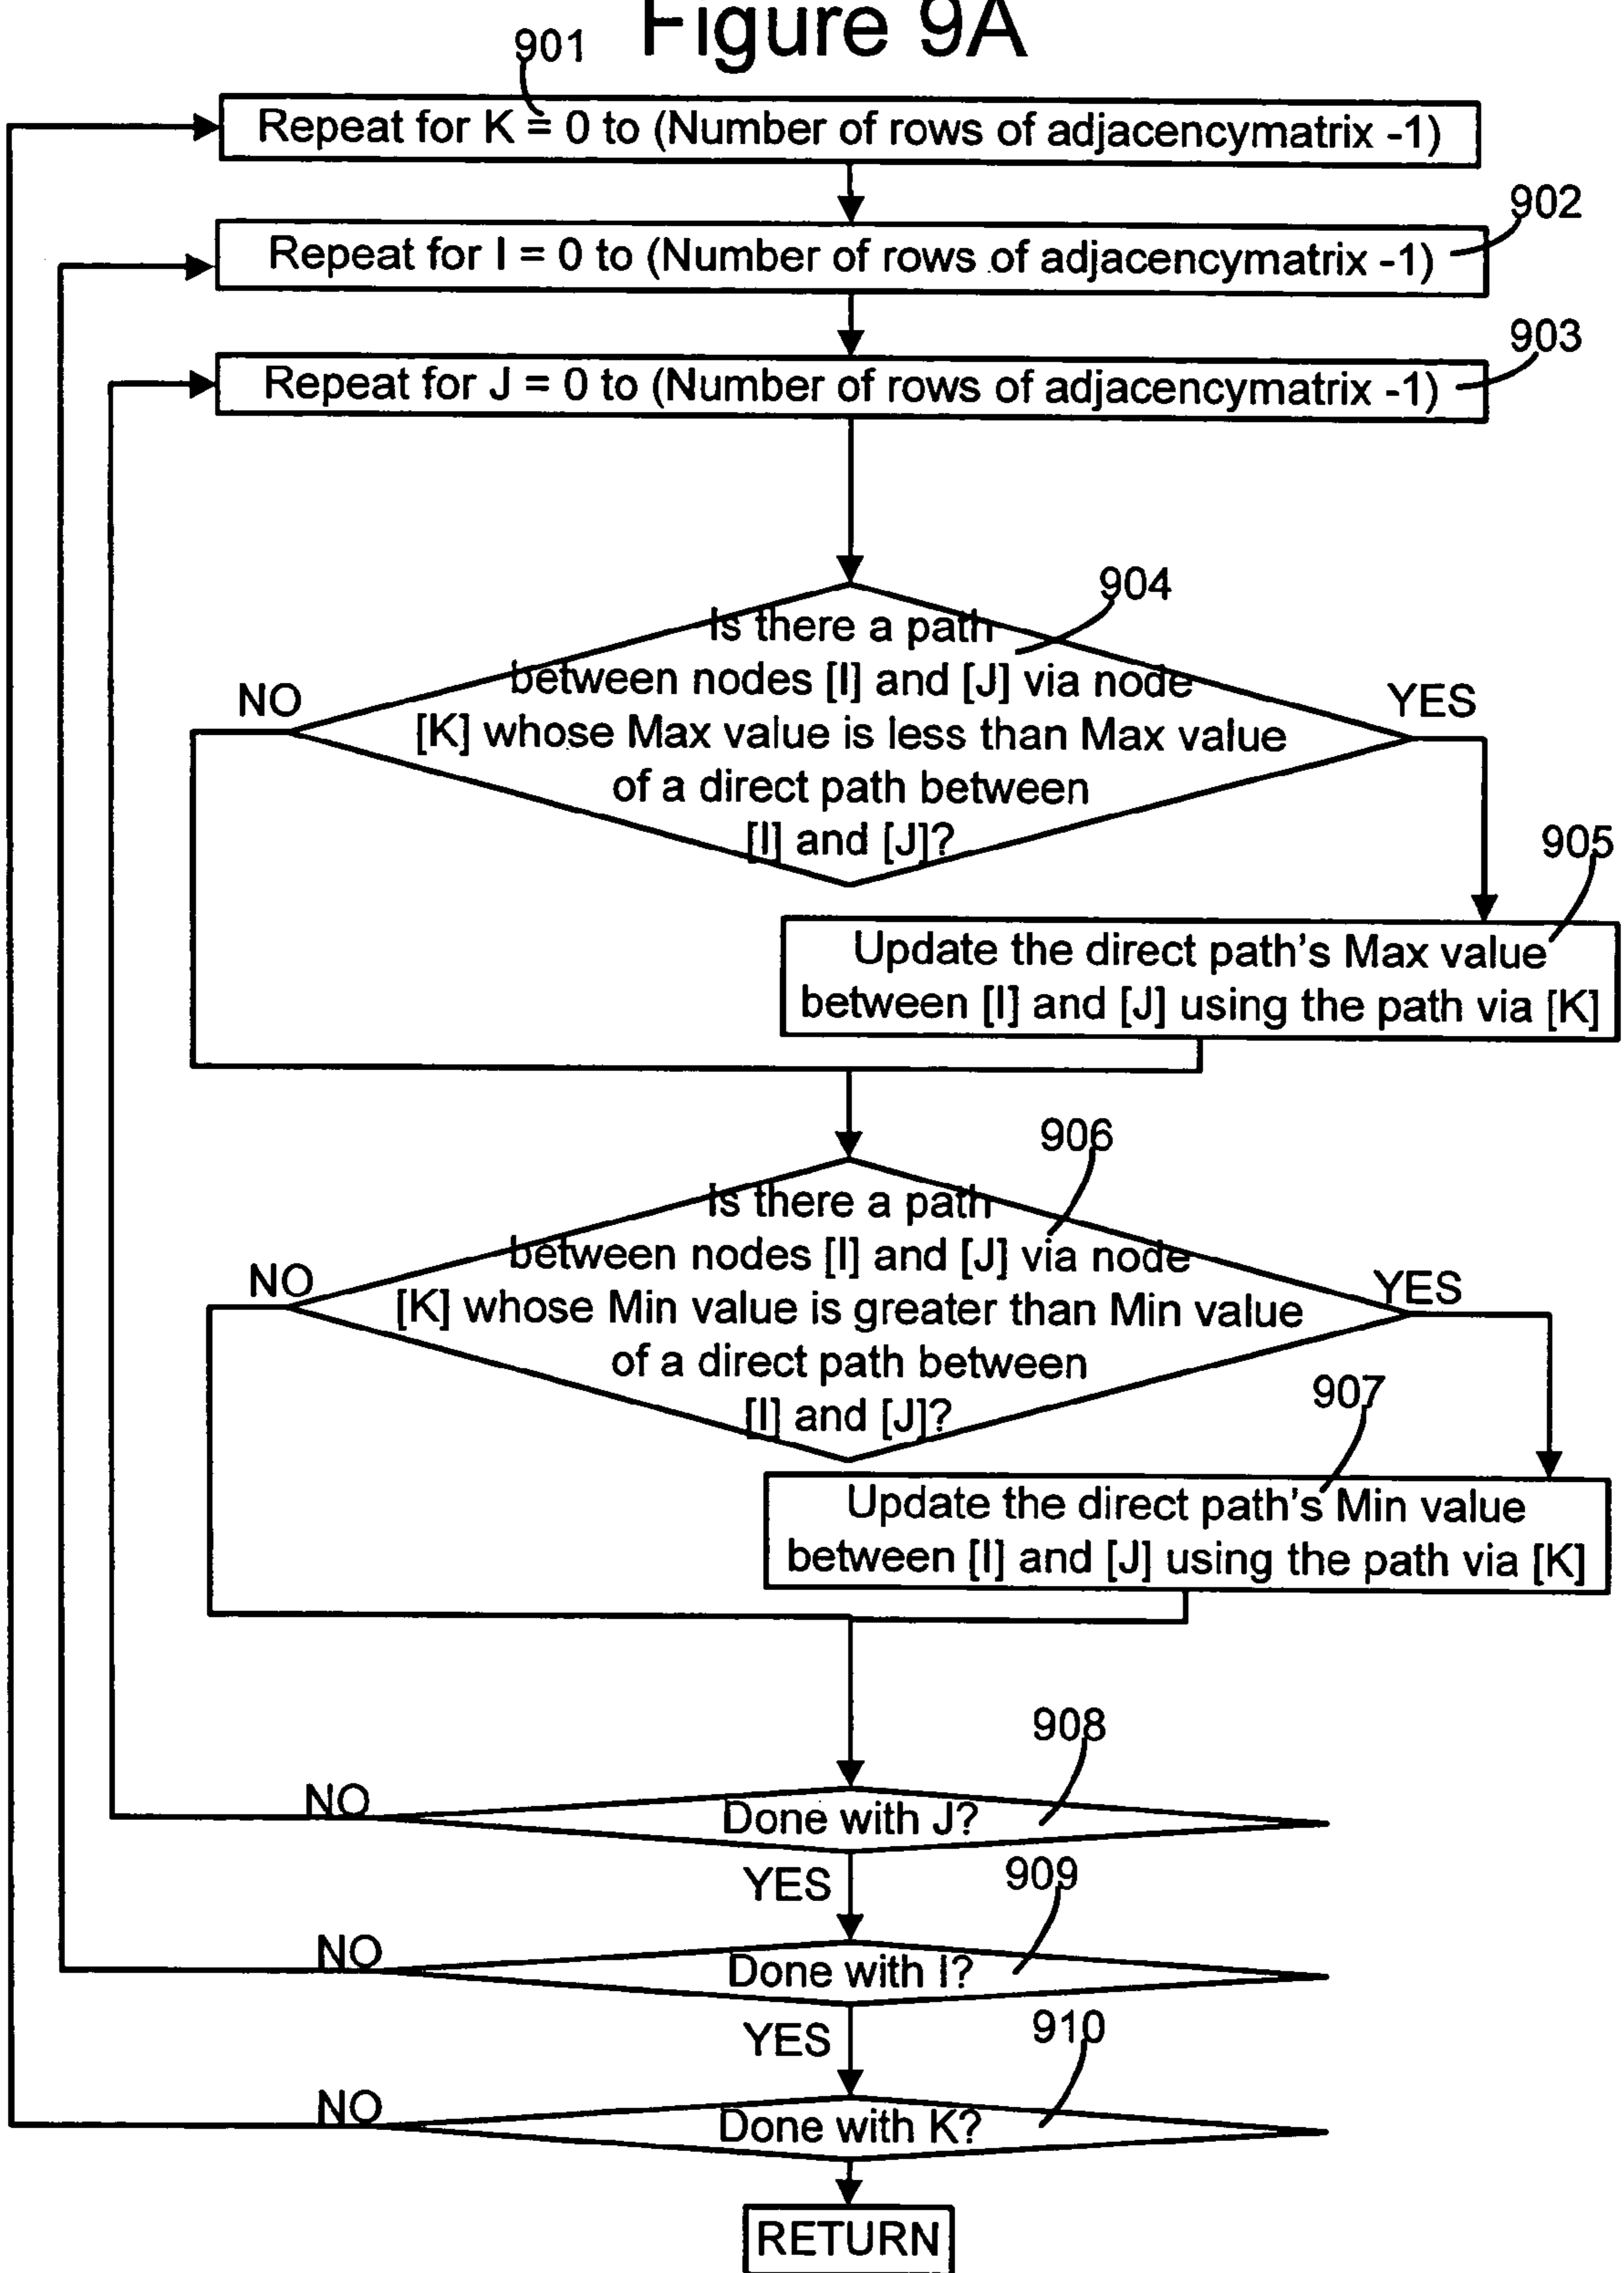 Figure 9A
901
Repeat for K = 0 to (Number of rows of adjacencymatrix -1)
902
Repeat for I = 0 to (Number of rows of adjacencymatrix -1)
903
Repeat for J = 0 to (Number of rows of adjacencymatrix -1)
904
Is there a path
between nodes [I] and [J] via node
[K] whose Max value is less than Max value
of a direct path between
[I] and [J]?
NO
YES
905
Update the direct path's Max value
between [I] and [J] using the path via [K]
906
Is there a path
between nodes [I] and [J] via node
[K] whose Min value is greater than Min value
of a direct path between
[I] and [J]?
NO
YES
907
Update the direct path's Min value
between [I] and [J] using the path via [K]
908
NO
Done with J?
YES
909
NO
Done with I?
YES
910
NO
Done with K?
RETURN